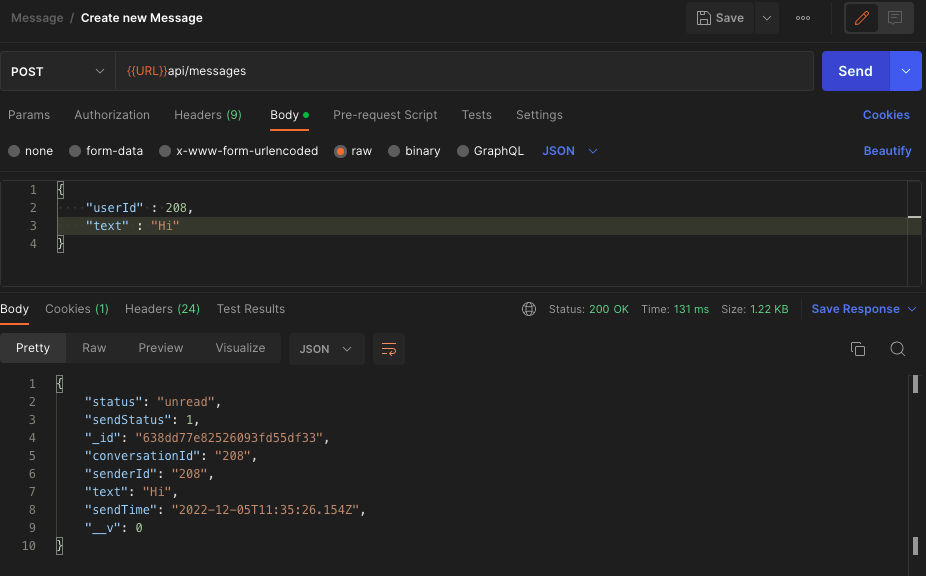 Message / Create new Message
Save
POST
{{URL}}api/messages
Send
Params Authorization Headers (9) Body Pre-request Script Tests Settings Cookies
none form-data x-www-form-urlencoded raw binary GraphQL JSON Beautify
1 {
2 "userId" : 208,
3 "text" : "Hi"
4 }
Body Cookies (1) Headers (24) Test Results Status: 200 OK Time: 131 ms Size: 1.22 KB Save Response
Pretty Raw Preview Visualize JSON
1 {
2 "status": "unread",
3 "sendStatus": 1,
4 "_id": "638dd77e82526093fd55df33",
5 "conversationId": "208",
6 "senderId": "208",
7 "text": "Hi",
8 "sendTime": "2022-12-05T11:35:26.154Z",
9 "__v": 0
10 }